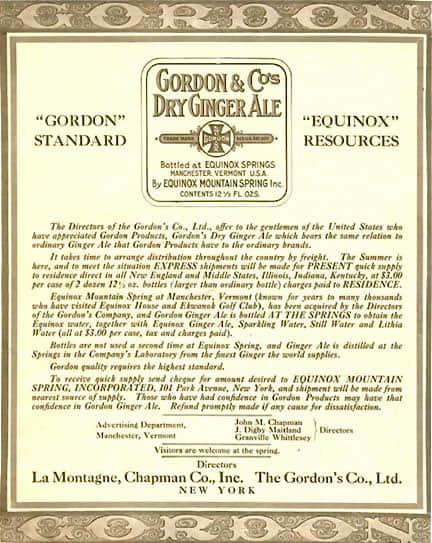 GORDON & Co's
DRY GINGER ALE
"GORDON"
STANDARD
"EQUINOX"
RESOURCES
TRADE MARK
GORDON
Bottled at EQUINOX SPRINGS
MANCHESTER, VERMONT U.S.A.
By EQUINOX MOUNTAIN SPRING Inc.
CONTENTS 12 1/2 FL. OZS.
The Directors of the Gordon's Co., Ltd., offer to the gentlemen of the United States who
have appreciated Gordon Products, Gordon's Dry Ginger Ale which bears the same relation to
ordinary Ginger Ale that Gordon Products have to the ordinary brands.
It takes time to arrange distribution throughout the country by freight. The Summer is
here, and to meet the situation EXPRESS shipments will be made for PRESENT quick supply
to residence direct in all New England and Middle States, Illinois, Indiana, Kentucky, at $3.00
per case of 2 dozen 12½ oz. bottles (larger than ordinary bottle) charges paid to RESIDENCE.
Equinox Mountain Spring at Manchester, Vermont (known for years to many thousands
who have visited Equinox House and Ekwanok Golf Club), has been acquired by the Directors
of the Gordon's Company, and Gordon Ginger Ale is bottled AT THE SPRINGS to obtain the
Equinox water, together with Equinox Ginger Ale, Sparkling Water, Still Water and Lithia
Water (all at $3.00 per case, tax and charges paid).
Bottles are not used a second time at Equinox Spring, and Ginger Ale is distilled at the
Springs in the Company's Laboratory from the finest Ginger the world supplies.
Gordon quality requires the highest standard.
To receive quick supply send cheque for amount desired to EQUINOX MOUNTAIN
SPRING, INCORPORATED, 101 Park Avenue, New York, and shipment will be made from
nearest source of supply. Those who have had confidence in Gordon Products may have that
confidence in Gordon Ginger Ale. Refund promptly made if any cause for dissatisfaction.
Advertising Department,
Manchester, Vermont
John M. Chapman
J. Digby Maitland
Granville Whittlesey
Directors
Visitors are welcome at the spring.
Directors
La Montagne, Chapman Co., Inc. The Gordon's Co., Ltd.
NEW YORK